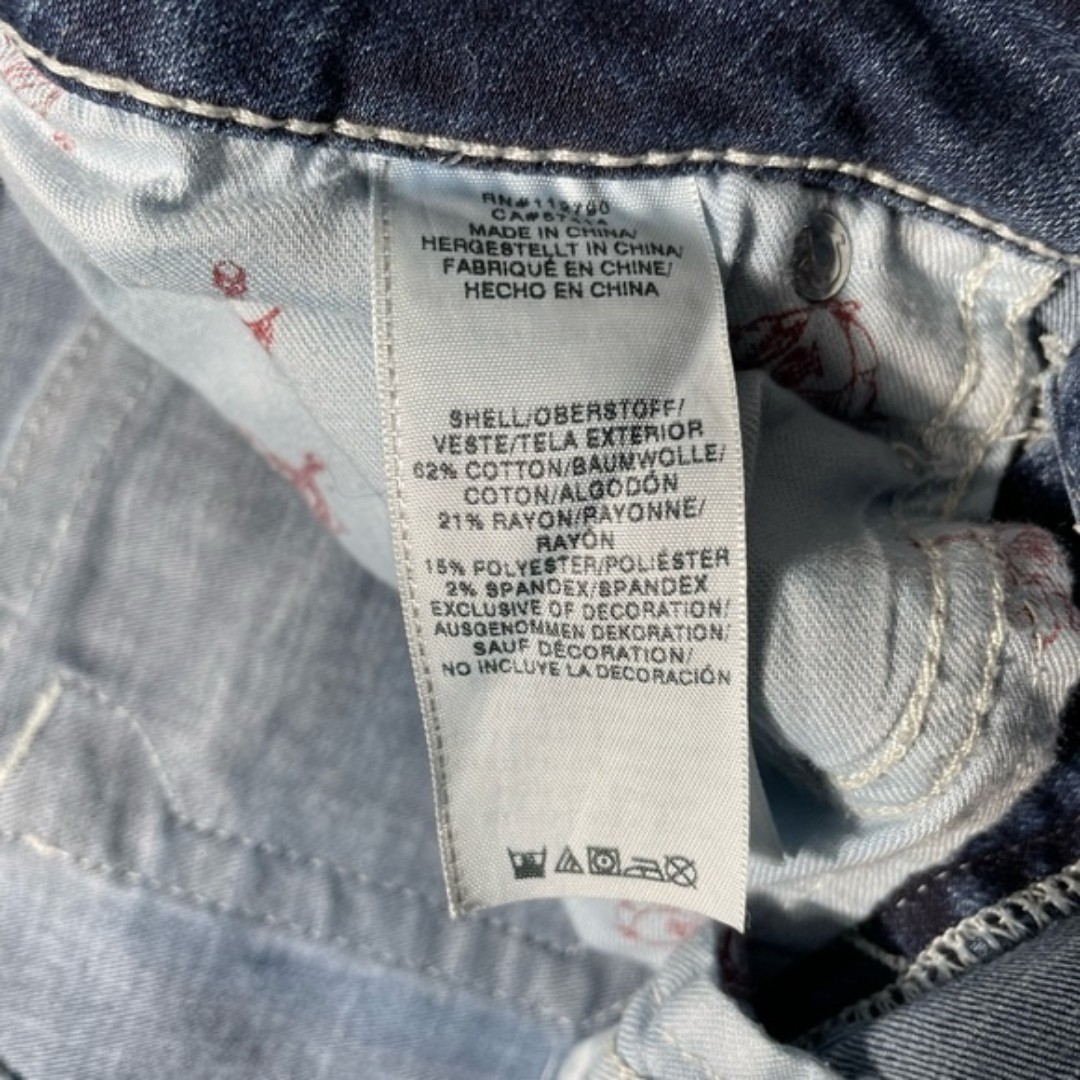 MADE IN CHINA/
HERGESTELLT IN CHINA/
FABRIQUÉ EN CHINE/
HECHO EN CHINA
SHELL/OBERSTOFF/
VESTE/TELA EXTERIOR
62% COTTON/BAUMWOLLE/
COTON/ALGODÓN
21% RAYON/RAYONNE/
RAYÓN
15% POLYESTER/POLIÉSTER
2% SPANDEX/SPANDEX
EXCLUSIVE OF DECORATION/
AUSGENOMMEN DEKORATION/
SAUF DÉCORATION/
NO INCLUYE LA DECORACIÓN